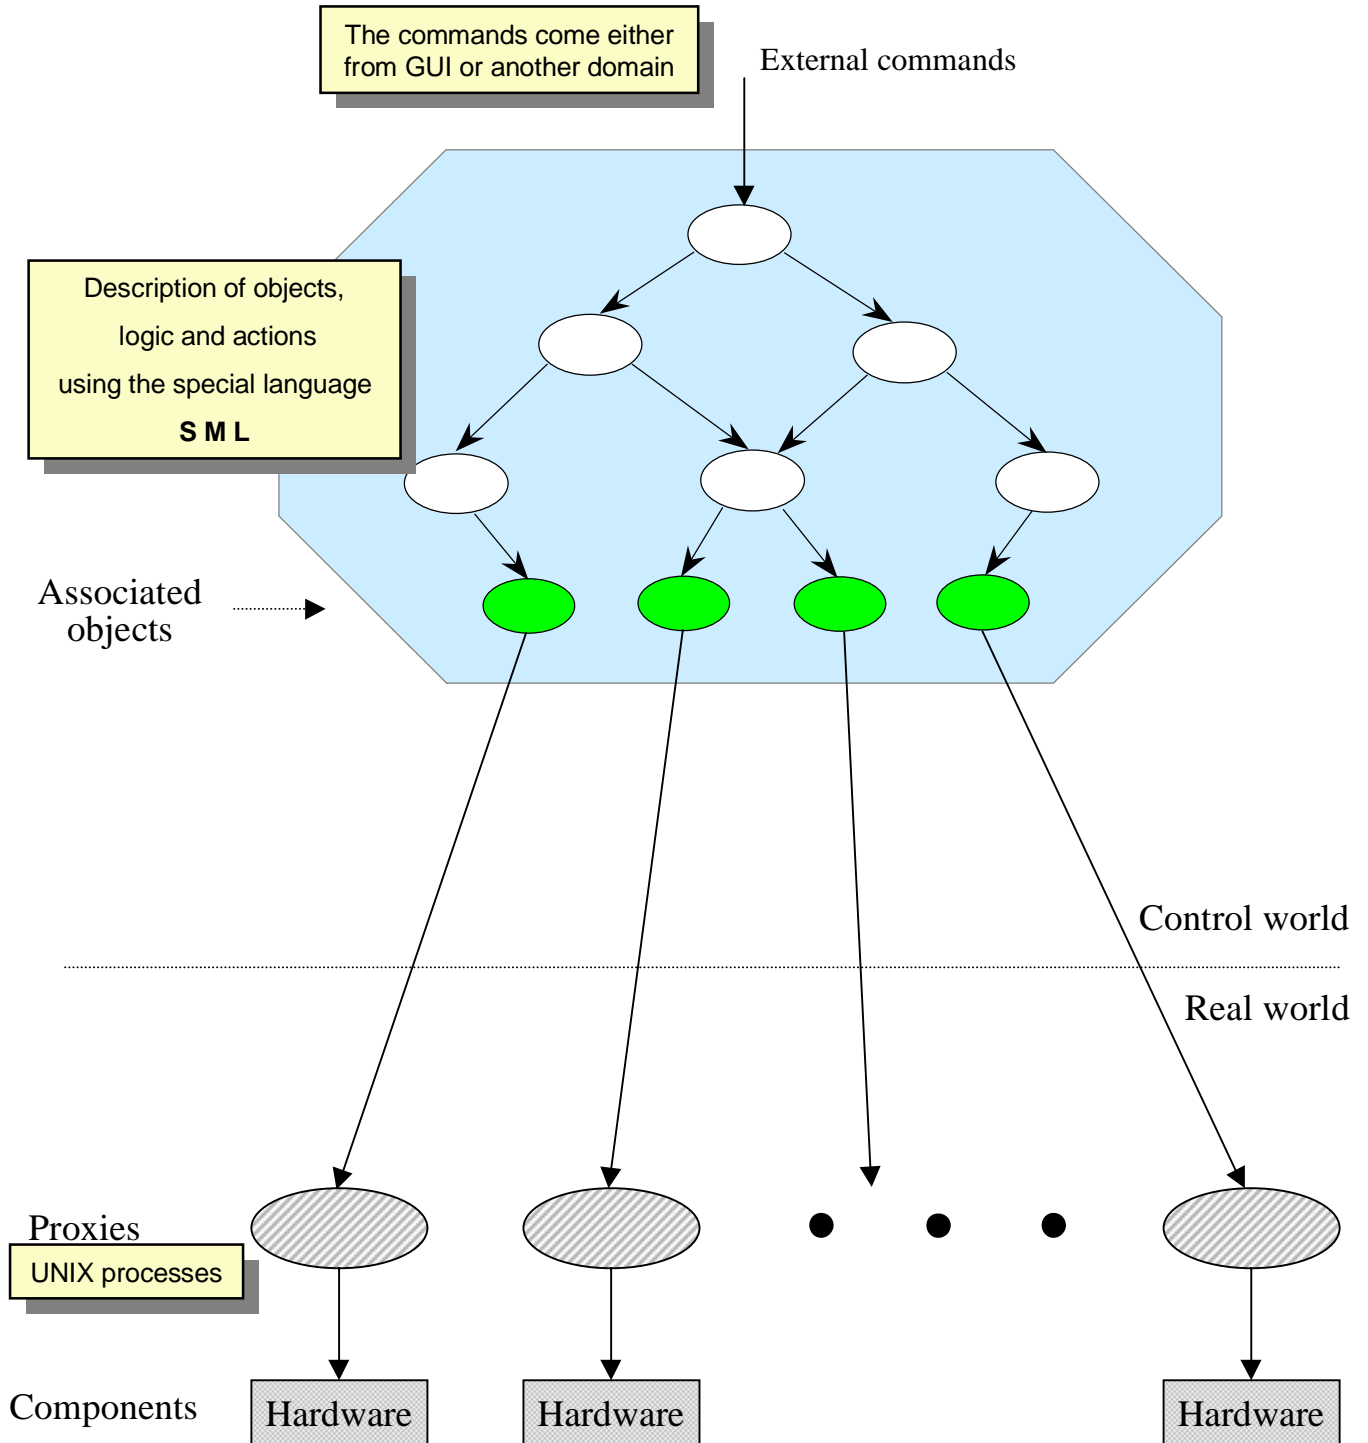 The commands come either
from GUI or another domain
External commands
Description of objects,
logic and actions
using the special language
S M L
Associated
objects
Control world
Real world
Proxies
UNIX processes
Components
Hardware
Hardware
Hardware